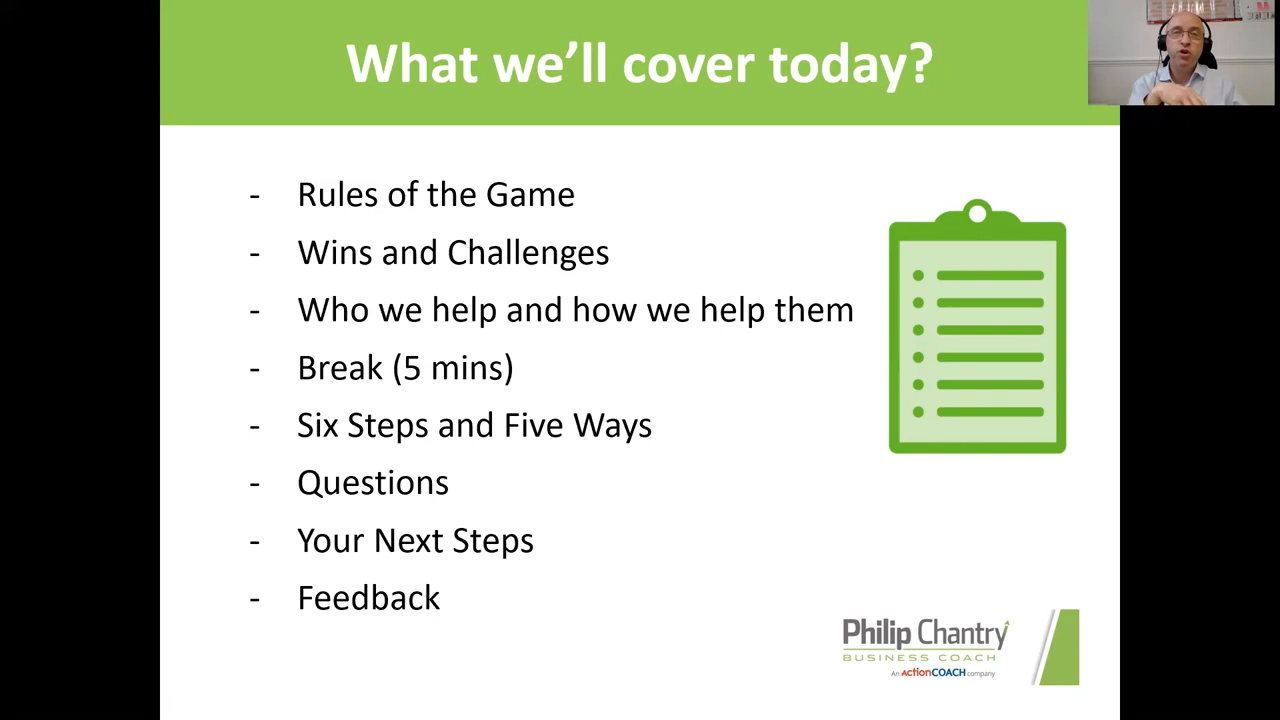 What we’ll cover today?
- Rules of the Game
- Wins and Challenges
- Who we help and how we help them
- Break (5 mins)
- Six Steps and Five Ways
- Questions
- Your Next Steps
- Feedback
Philip Chantry
BUSINESS COACH
An ACTiONCOACH company